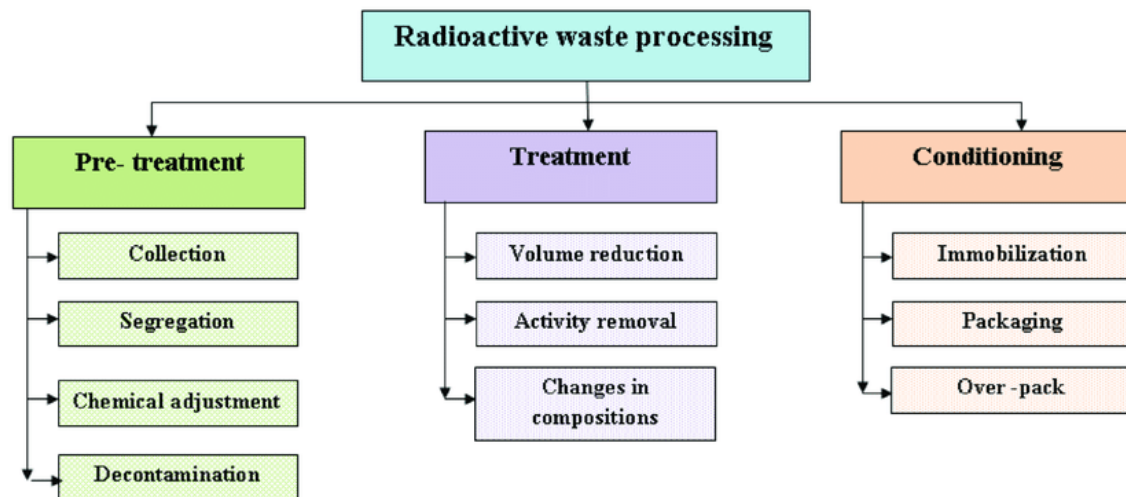 Radioactive waste processing
Pre- treatment
Treatment
Conditioning
Collection
Segregation
Chemical adjustment
Decontamination
Volume reduction
Activity removal
Changes in
compositions
Immobilization
Packaging
Over -pack